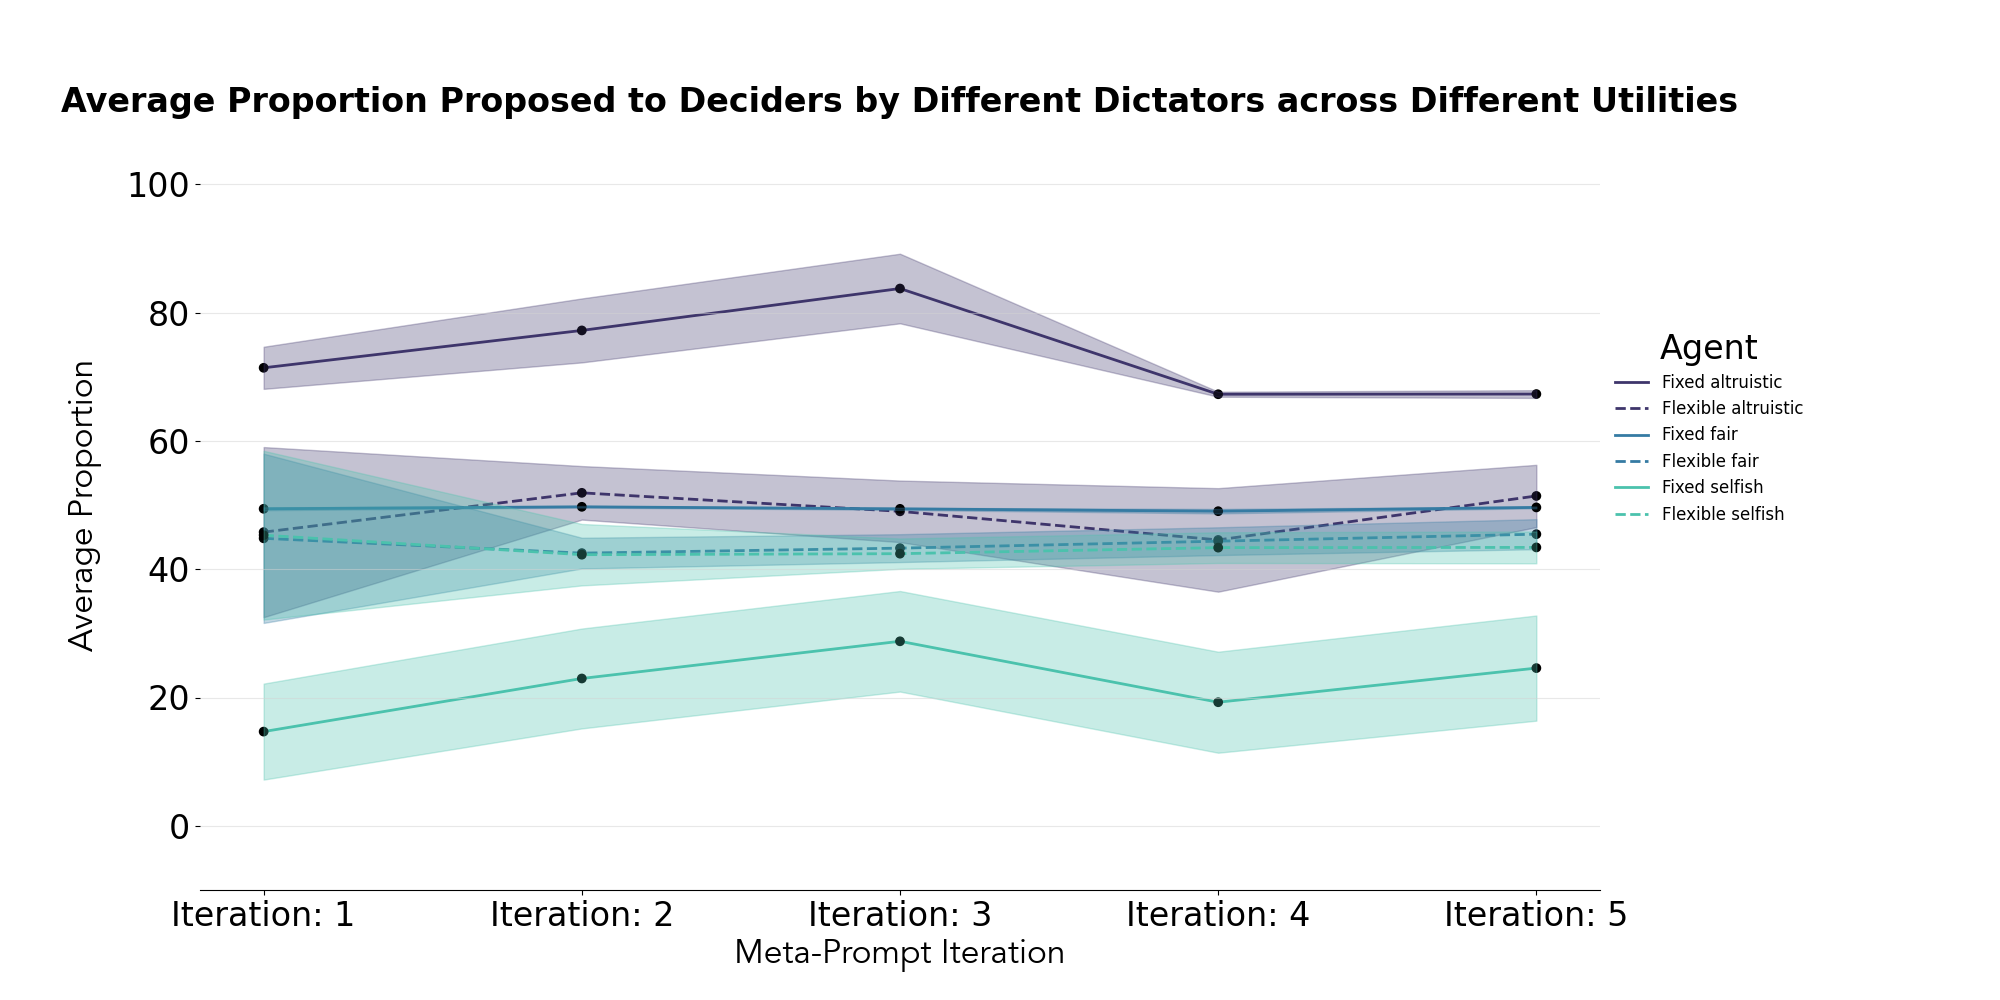 Average Proportion Proposed to Deciders by Different Dictators across Different Utilities
100
80
60
40
20
0
Average Proportion
Iteration: 1
Iteration: 2
Iteration: 3
Iteration: 4
Iteration: 5
Meta-Prompt Iteration
Agent
Fixed altruistic
Flexible altruistic
Fixed fair
Flexible fair
Fixed selfish
Flexible selfish